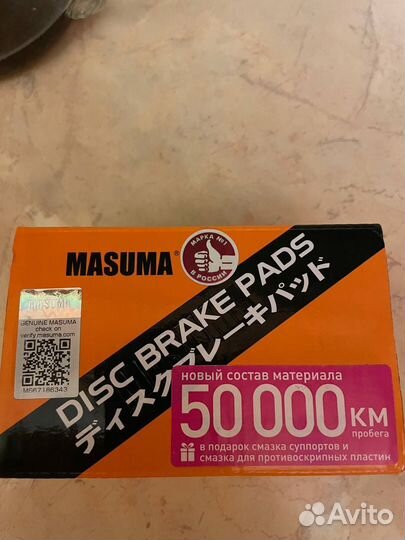 MASUMA®
МАРКА №1
В РОССИИ
MASUMA
GENUINE MASUMA
check on
verify.masuma.com
DISC BRAKE PADS
ディスクブレーキパッド
новый состав материала
50 000 КМ
пробега
в подарок смазка суппортов и
смазка для противоскрипных пластин
Avito